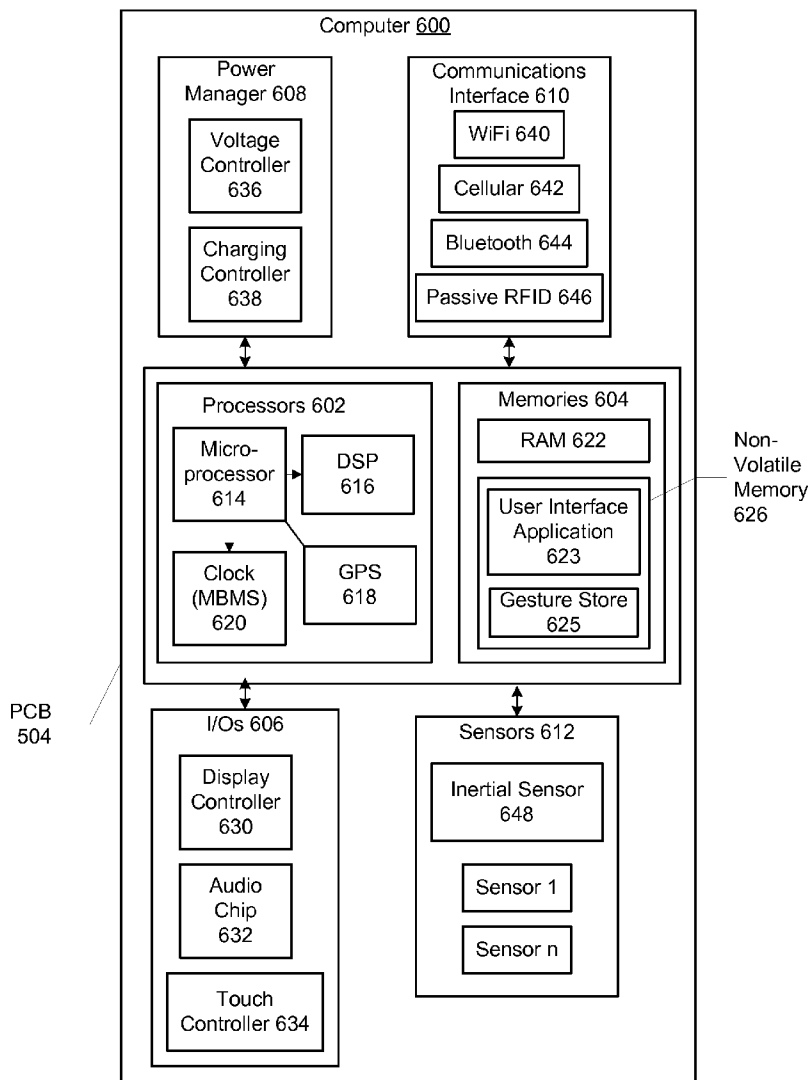 Computer 600
Power
Manager 608
Voltage
Controller
636
Charging
Controller
638
Communications
Interface 610
WiFi 640
Cellular 642
Bluetooth 644
Passive RFID 646
Processors 602
Micro-
processor
614
DSP
616
Clock
(MBMS)
620
GPS
618
Memories 604
RAM 622
User Interface
Application
623
Gesture Store
625
Non-
Volatile
Memory
626
PCB
504
I/Os 606
Display
Controller
630
Audio
Chip
632
Touch
Controller 634
Sensors 612
Inertial Sensor
648
Sensor 1
Sensor n